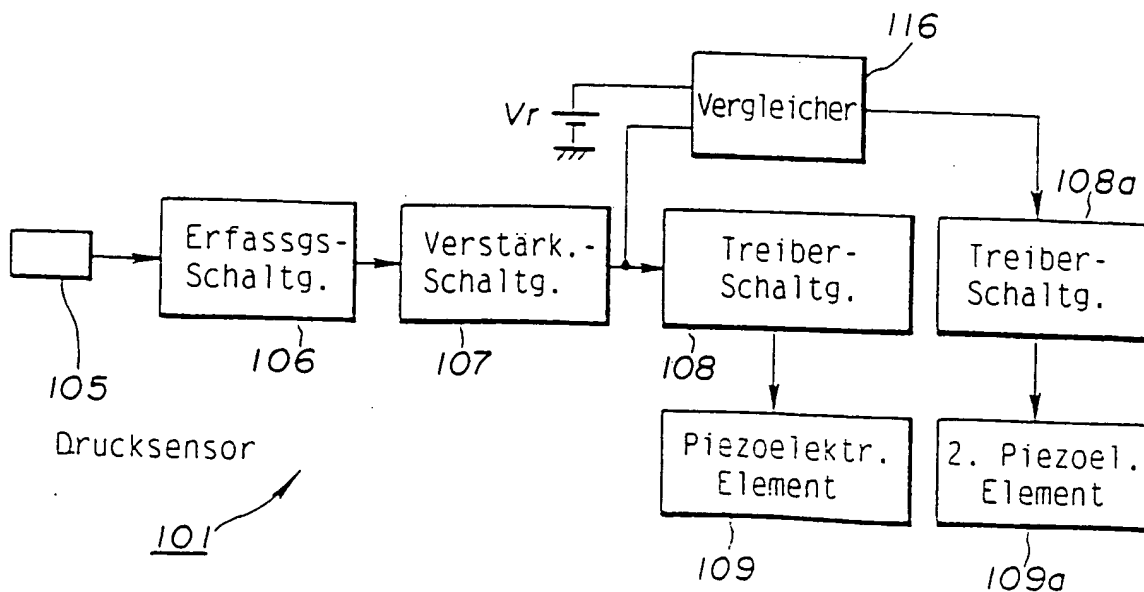 116
Vergleicher
Vr
108a
Erfassgs-
Schaltg.
Verstärk.-
Schaltg.
Treiber-
Schaltg.
Treiber-
Schaltg.
105
106
107
108
Drucksensor
Piezoelektr.
Element
2. Piezoel.
Element
101
109
109a